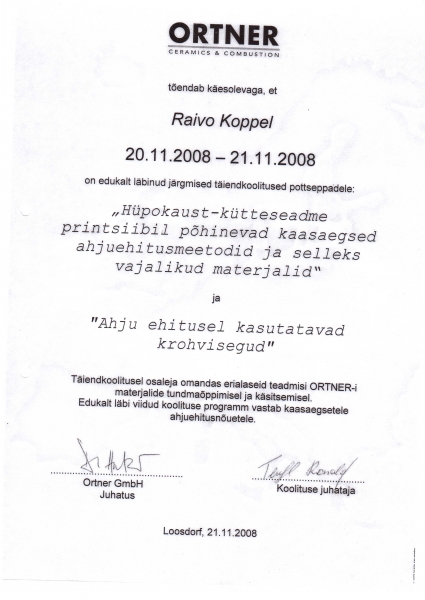 ORTNER
CERAMICS & COMBUSTION
tõendab käesolevaga, et
Raivo Koppel
20.11.2008 – 21.11.2008
on edukalt läbinud järgmised täiendkoolitused pottseppadele:
„Hüpokaust-kütteseadme
printsiibil põhinevad kaasaegsed
ahjuehitusmeetodid ja selleks
vajalikud materjalid“
ja
"Ahju ehitusel kasutatavad
krohvisegud"
Täiendkoolitusel osaleja omandas erialaseid teadmisi ORTNER-i
materjalide tundmaõppimisel ja käsitsemisel.
Edukalt läbi viidud koolituse programm vastab kaasaegsetele
ahjuehitusnõuetele.
Ortner GmbH
Juhatus
Koolituse juhataja
Loosdorf, 21.11.2008